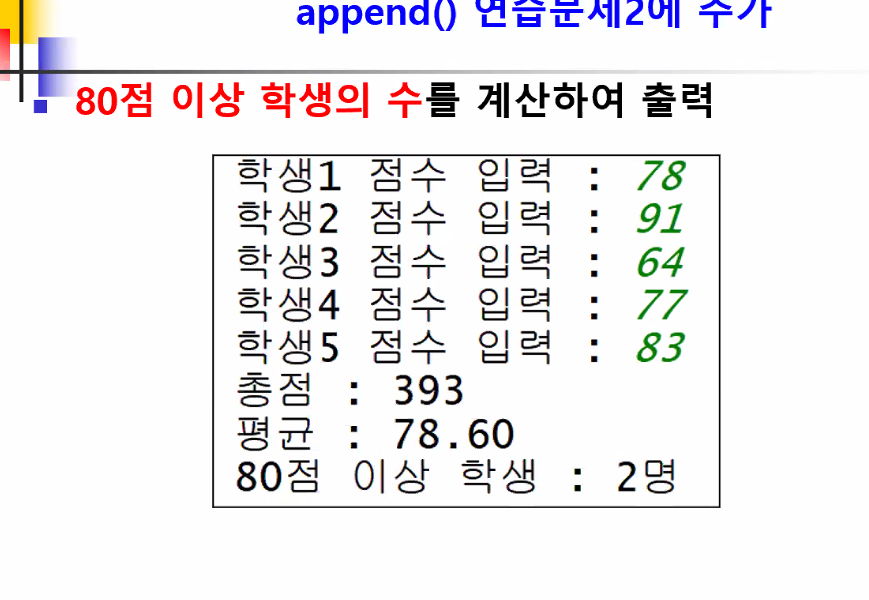 append() 연습문제2에 추가
80점 이상 학생의 수를 계산하여 출력
학생1 점수 입력 : 78
학생2 점수 입력 : 91
학생3 점수 입력 : 64
학생4 점수 입력 : 77
학생5 점수 입력 : 83
총점 : 393
평균 : 78.60
80점 이상 학생 : 2명